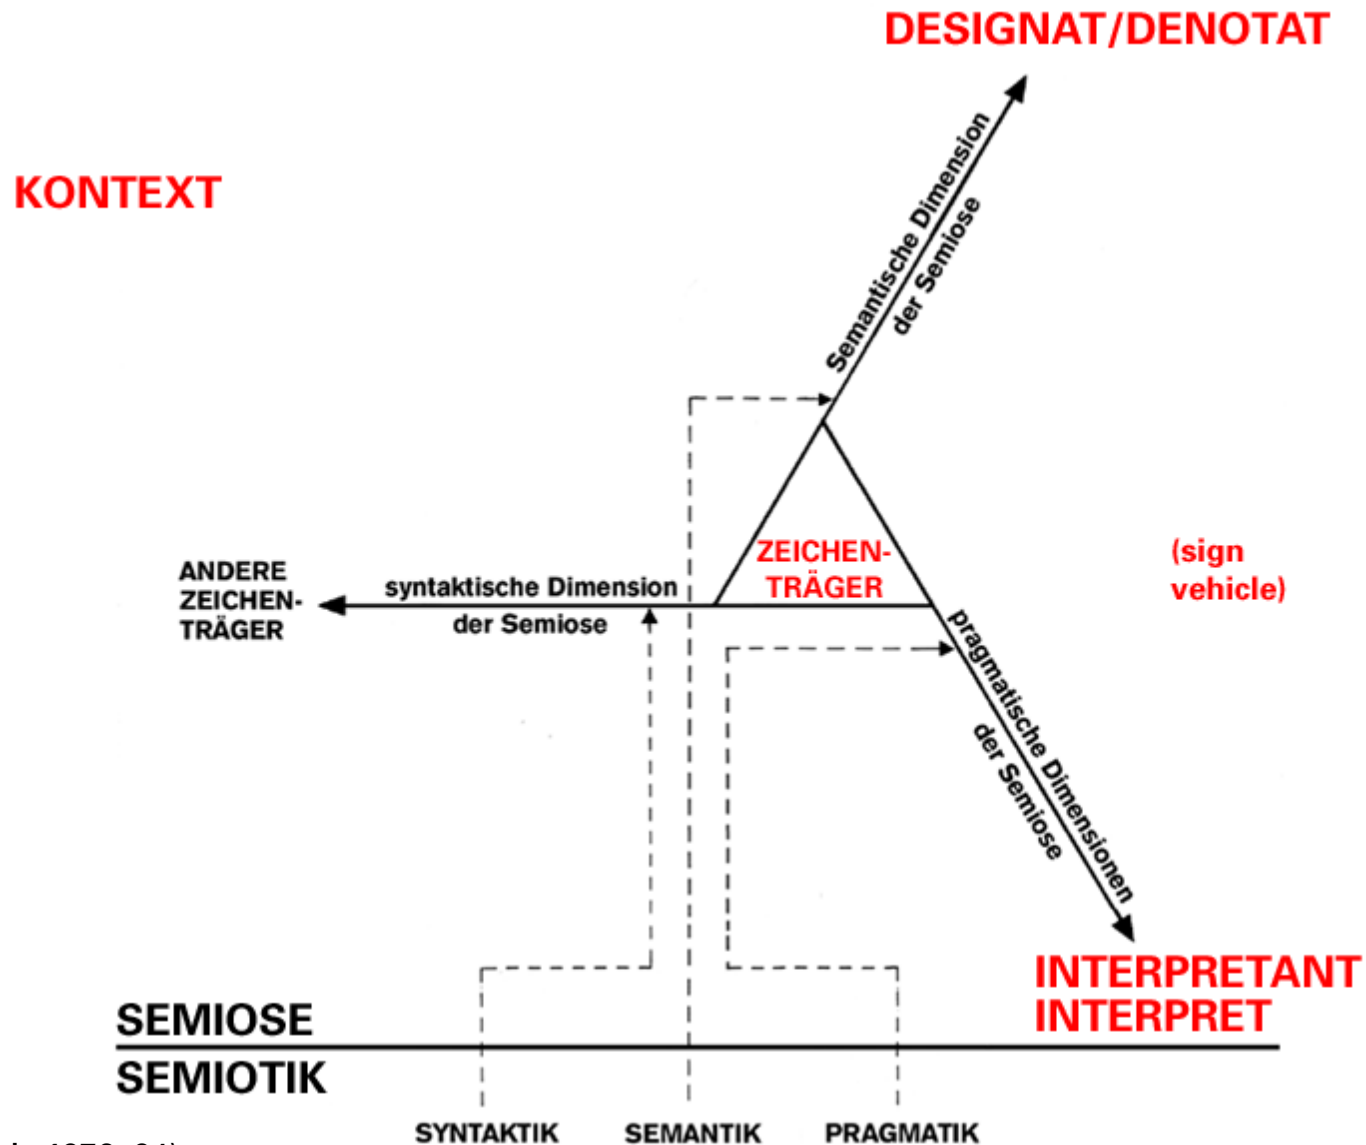 DESIGNAT/DENOTAT
KONTEXT
Semantische Dimension
der Semiose
ZEICHEN-
TRÄGER
(sign
vehicle)
ANDERE
ZEICHEN-
TRÄGER
syntaktische Dimension
der Semiose
pragmatische Dimensionen
der Semiose
INTERPRETANT
INTERPRET
SEMIOSE
SEMIOTIK
SYNTAKTIK
SEMANTIK
PRAGMATIK